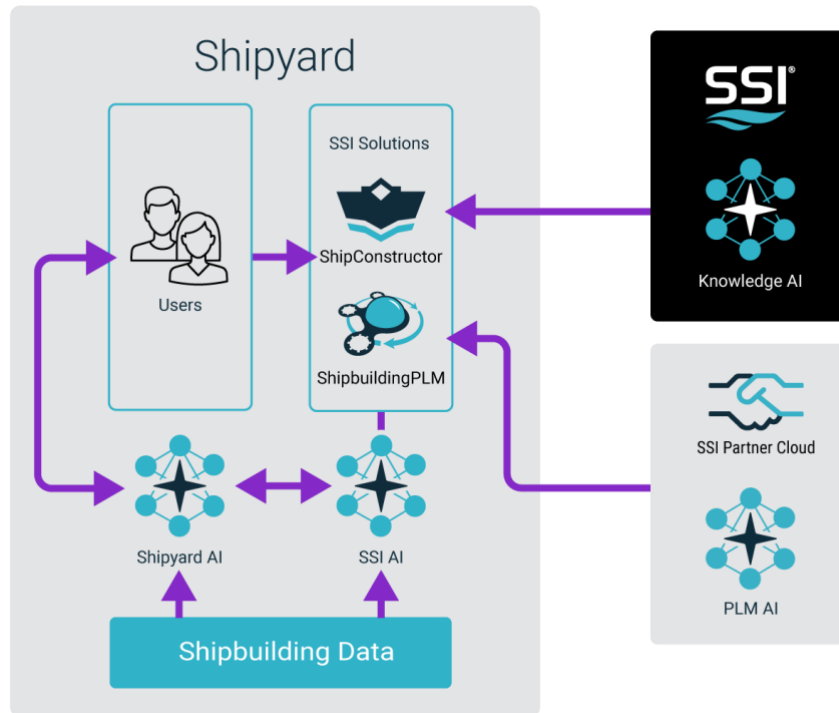 Shipyard
SSI Solutions
ShipConstructor
Users
ShipbuildingPLM
Shipyard AI
SSI AI
Shipbuilding Data
SSI®
Knowledge AI
SSI Partner Cloud
PLM AI